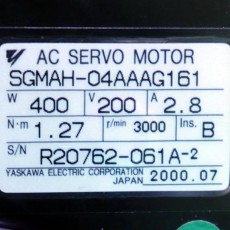 AC SERVO MOTOR
SGMAH-04AAAG161
W 400 V 200 A 2.8
N·m 1.27 r/min 3000 Ins. B
S/N R20762-061A-2
YASKAWA ELECTRIC CORPORATION
JAPAN 2000.07